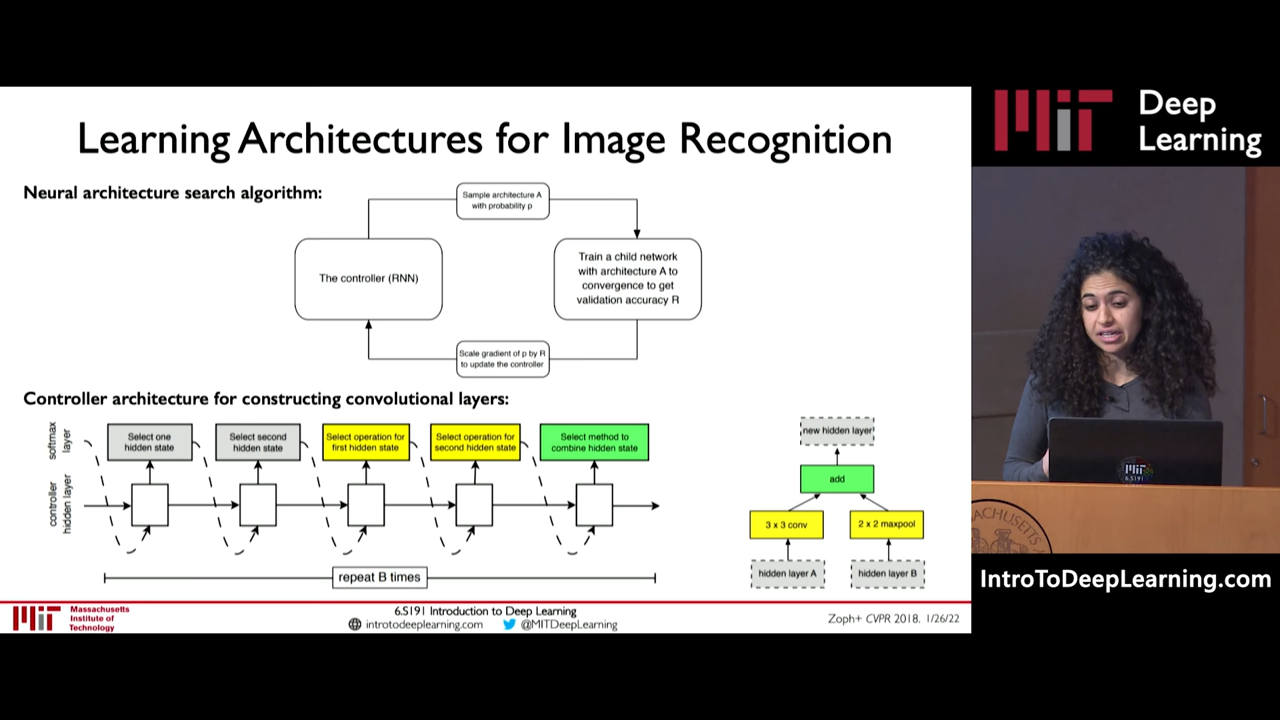 Learning Architectures for Image Recognition
Neural architecture search algorithm:
Sample architecture A
with probability p
The controller (RNN)
Train a child network
with architecture A to
convergence to get
validation accuracy R
Scale gradient of p by R
to update the controller
Controller architecture for constructing convolutional layers:
softmax
layer
controller
hidden layer
Select one
hidden state
Select second
hidden state
Select operation for
first hidden state
Select operation for
second hidden state
Select method to
combine hidden state
repeat B times
new hidden layer
add
3 x 3 conv
2 x 2 maxpool
hidden layer A
hidden layer B
Massachusetts
Institute of
Technology
6.S191 Introduction to Deep Learning
introtodeeplearning.com
@MITDeepLearning
Zoph+ CVPR 2018. 1/26/22
MIT
Deep
Learning
MIT
6.S191
IntroToDeepLearning.com